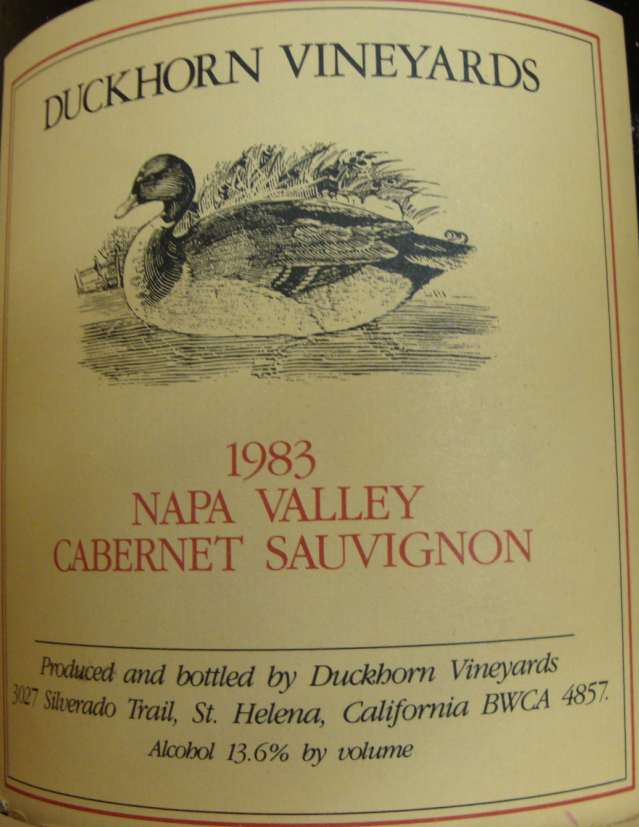 DUCKHORN VINEYARDS
1983
NAPA VALLEY
CABERNET SAUVIGNON
Produced and bottled by Duckhorn Vineyards
3027 Silverado Trail, St. Helena, California BWCA 4857.
Alcohol 13.6% by volume